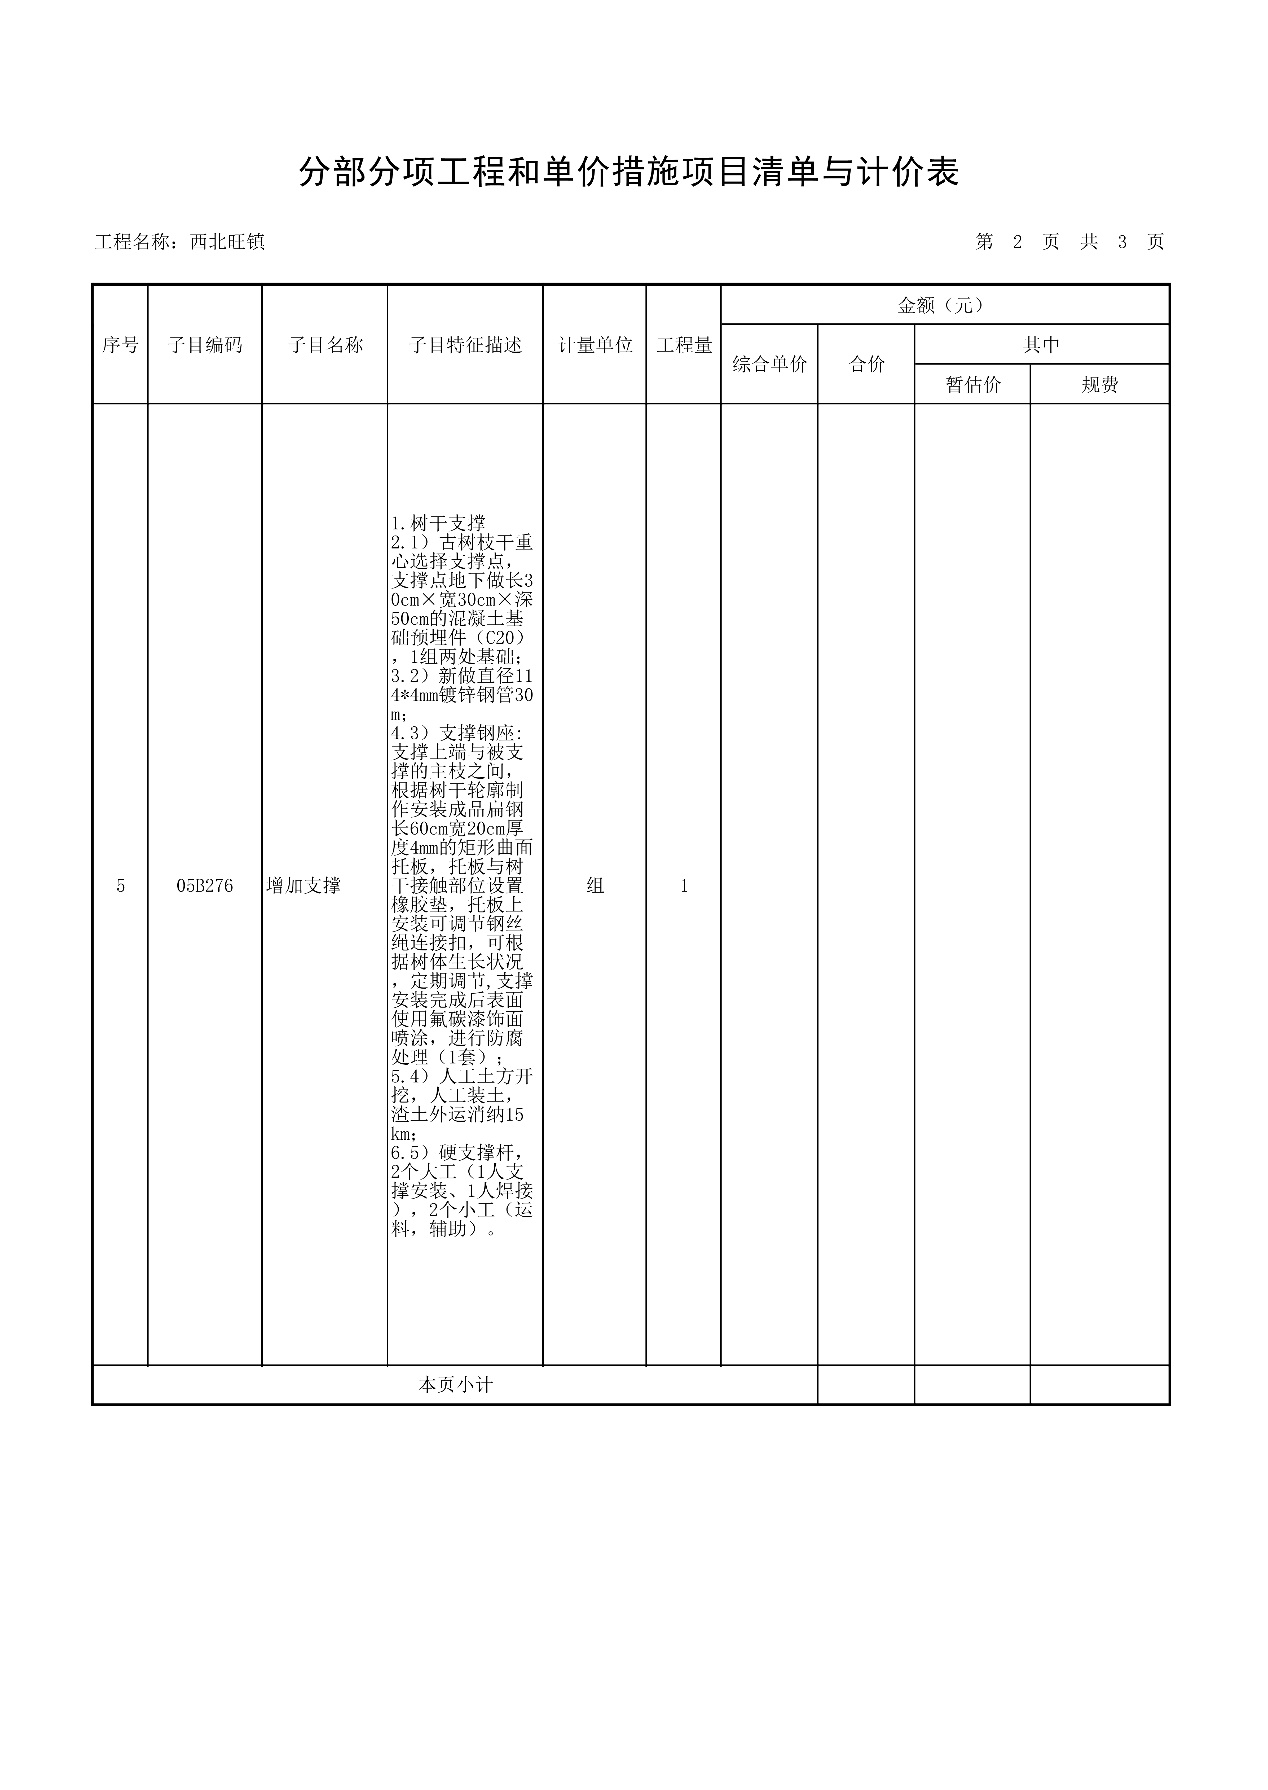 分部分项工程和单价措施项目清单与计价表
工程名称：西北旺镇
第 2 页 共 3 页
序号
子目编码
子目名称
子目特征描述
计量单位
工程量
金额（元）
综合单价
合价
其中
暂估价
规费
5
05B276
增加支撑
1.树干支撑
2.1）古树枝干重
心选择支撑点，
支撑点地下做长3
0cm×宽30cm×深
50cm的混凝土基
础预埋件（C20）
，1组两处基础；
3.2）新做直径11
4*4mm镀锌钢管30
m；
4.3）支撑钢座：
支撑上端与被支
撑的主枝之间，
根据树干轮廓制
作安装成品扁钢
长60cm宽20cm厚
度4mm的矩形曲面
托板，托板与树
干接触部位设置
橡胶垫，托板上
安装可调节钢丝
绳连接扣，可根
据树体生长状况
，定期调节,支撑
安装完成后表面
使用氟碳漆饰面
喷涂，进行防腐
处理（1套）；
5.4）人工土方开
挖，人工装土，
渣土外运消纳15
km；
6.5）硬支撑杆，
2个大工（1人支
撑安装、1人焊接
），2个小工（运
料，辅助）。
组
1
本页小计